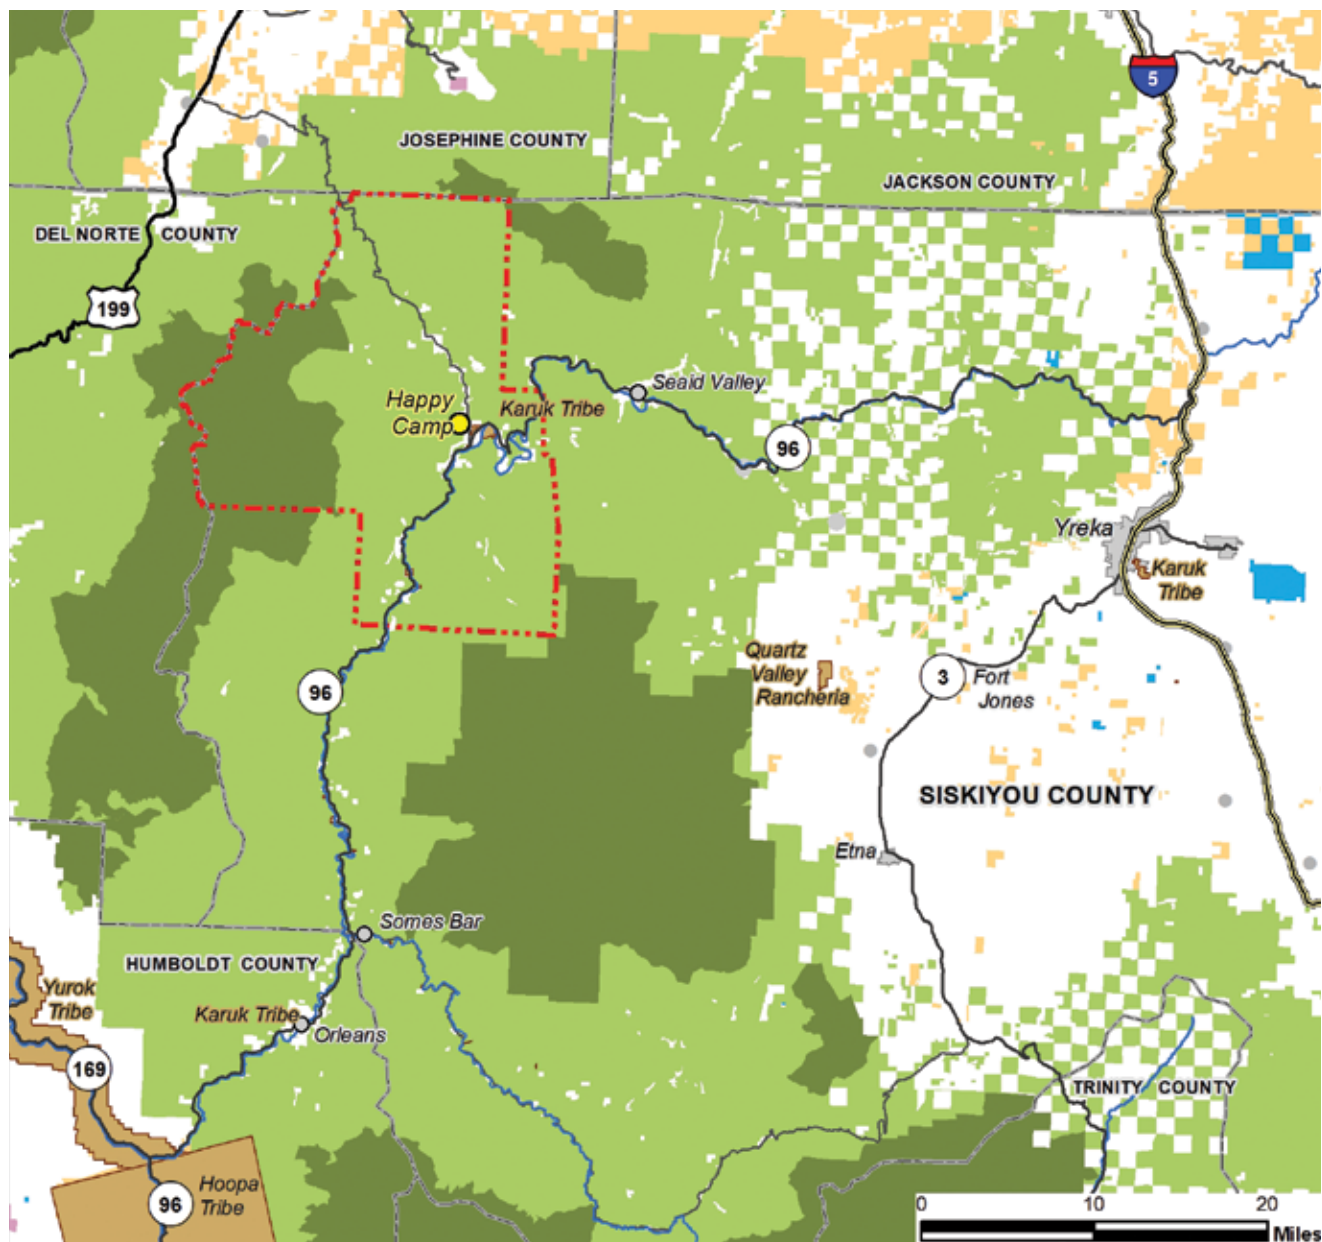 5
JOSEPHINE COUNTY
JACKSON COUNTY
DEL NORTE COUNTY
199
Seaid Valley
Happy
Camp
Karuk Tribe
96
Yreka
Karuk
Tribe
Quartz
Valley
Rancheria
3
Fort
Jones
96
SISKIYOU COUNTY
Etna
Somes Bar
HUMBOLDT COUNTY
Yurok
Tribe
Karuk Tribe
Orleans
169
TRINITY COUNTY
Hoopa
Tribe
96
0 10 20
Miles